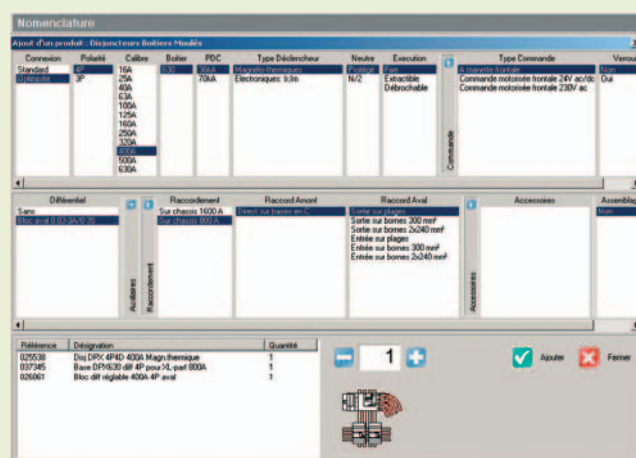 Nomenclature
Ajout d'un produit : Disjoncteurs Boitiers Moulés
Connexion Polarité Calibre Boitier PDC Type Déclencheur Neutre Execution Type Commande Verrou
Standard 4P 16A 630 36kA Magnéto-thermiques Protégé Fixe A manette frontale Non
Optimisée 3P 25A 70kA Electroniques Ir,Im N/2 Extractible Commande motorisée frontale 24V ac/dc Oui
40A Débrochable Commande motorisée frontale 230V ac
63A
100A
125A
160A
250A
320A
400A
500A
630A
Commande
Différentiel Raccordement Raccord Amont Raccord Aval Accessoires Assemblag
Sans Sur chassis 1600 A Direct sur barres en C Sortie sur plages Non
Bloc aval 0,03-3A/0 3S Sur chassis 800 A Sortie sur bornes 300 mm²
Sortie sur bornes 2x240 mm²
Entrée sur plages
Entrée sur bornes 300 mm²
Entrée sur bornes 2x240 mm²
Auxiliaires
Raccordement
Accessoires
Référence Désignation Quantité
025538 Disj DPX 4P4D 400A Magn.thermique 1
037345 Base DPX630 diff 4P pour XL-part 800A 1
026061 Bloc diff réglable 400A 4P aval 1
1 Ajouter Fermer